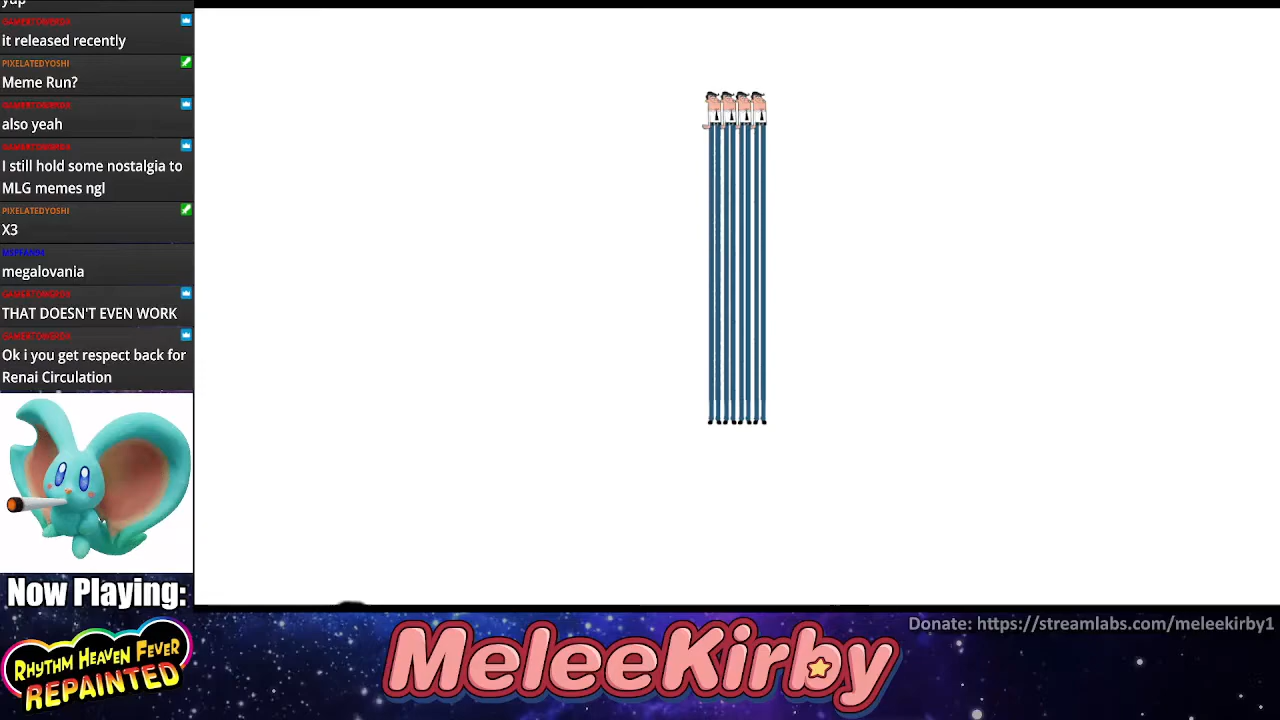 yup
GAMERTOWER04
it released recently
PIXELATEDYOSHI
Meme Run?
also yeah
I still hold some nostalgia to
MLG memes ngl
PIXELATEDYOSHI
X3
megalovania
THAT DOESN'T EVEN WORK
Ok i you get respect back for
Renai Circulation
Now Playing:
RHYTHM HEAVEN FEVER
REPAINTED
MeleeKirby
Donate: https://streamlabs.com/meleekirby1